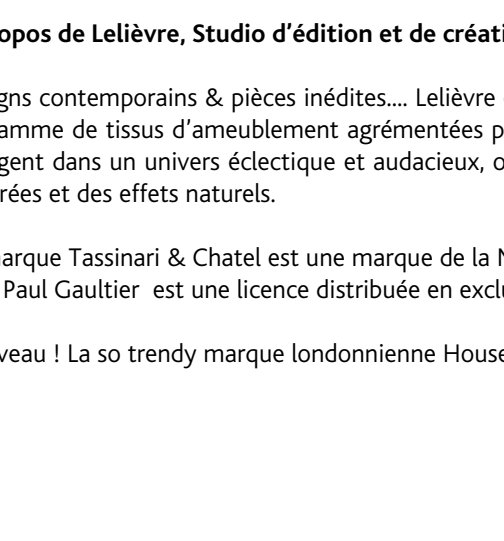 opos de Lelièvre, Studio d’édition et de créati
gns contemporains & pièces inédites.... Lelièvre
amme de tissus d’ameublement agrémentées p
gent dans un univers éclectique et audacieux, o
rées et des effets naturels.
arque Tassinari & Chatel est une marque de la N
Paul Gaultier est une licence distribuée en exclu
veau ! La so trendy marque londonnienne House